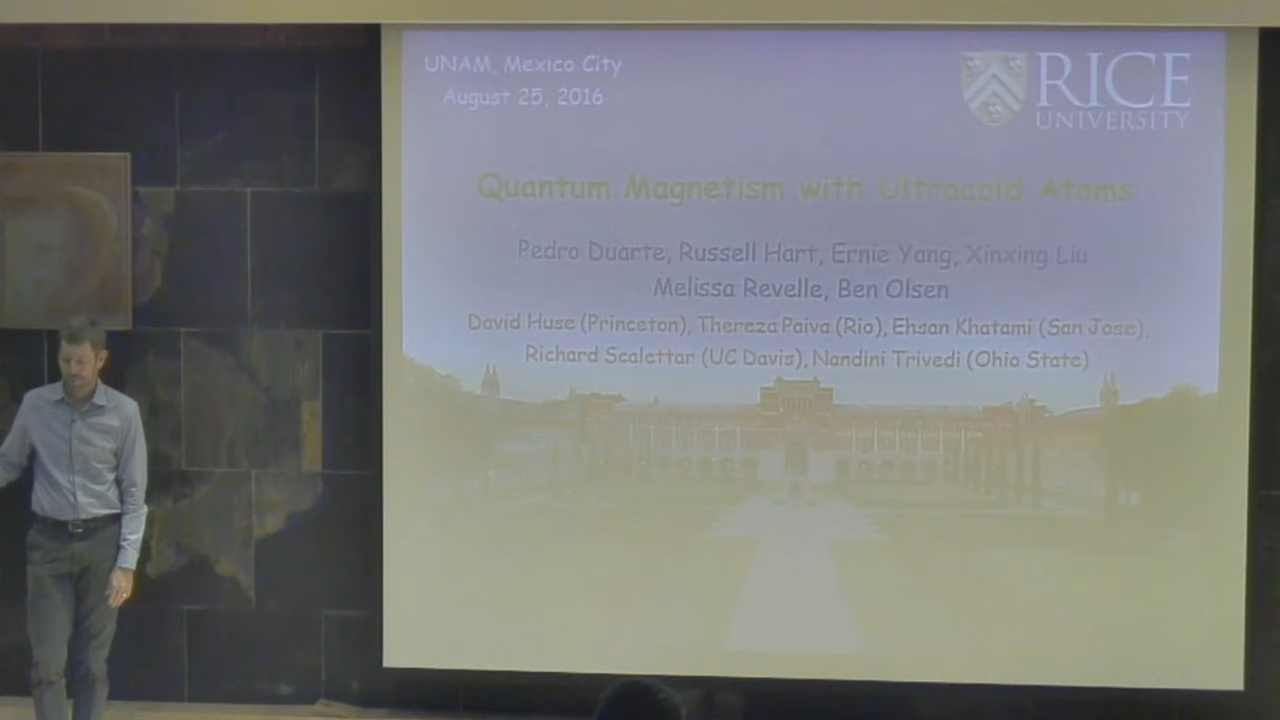 UNAM, Mexico City
August 25, 2016
RICE
UNIVERSITY
Quantum Magnetism with Ultracold Atoms
Pedro Duarte, Russell Hart, Ernie Yang, Xinxing Liu
Melissa Revelle, Ben Olsen
David Huse (Princeton), Thereza Paiva (Rio), Ehsan Khatami (San Jose),
Richard Scalettar (UC Davis), Nandini Trivedi (Ohio State)